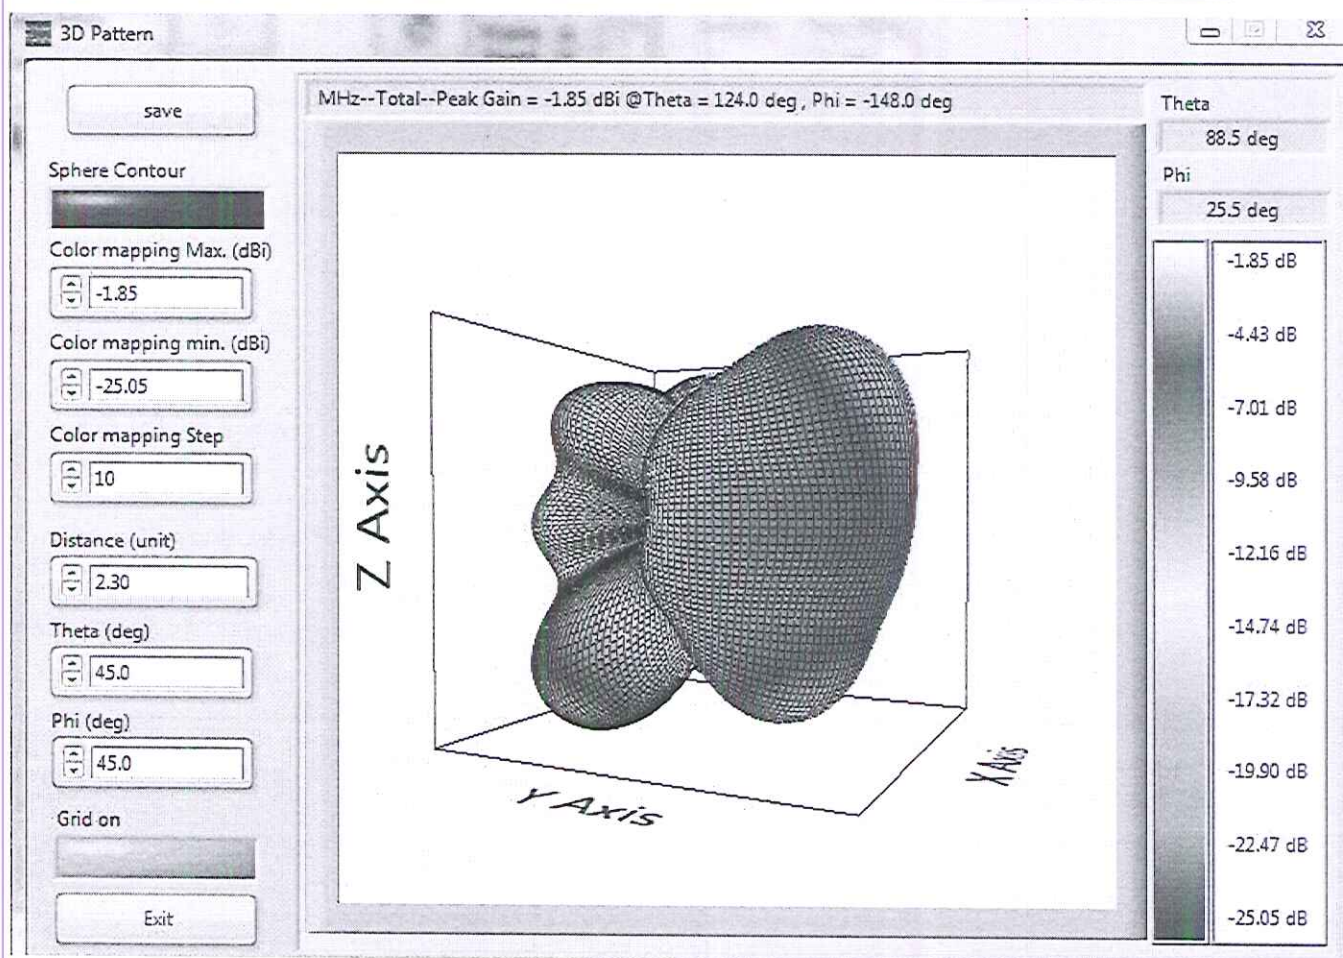 3D Pattern
save
Sphere Contour
Color mapping Max. (dBi)
-1.85
Color mapping min. (dBi)
-25.05
Color mapping Step
10
Distance (unit)
2.30
Theta (deg)
45.0
Phi (deg)
45.0
Grid on
Exit
MHz--Total--Peak Gain = -1.85 dBi @Theta = 124.0 deg, Phi = -148.0 deg
Z Axis
Y Axis
X Axis
Theta
88.5 deg
Phi
25.5 deg
-1.85 dB
-4.43 dB
-7.01 dB
-9.58 dB
-12.16 dB
-14.74 dB
-17.32 dB
-19.90 dB
-22.47 dB
-25.05 dB